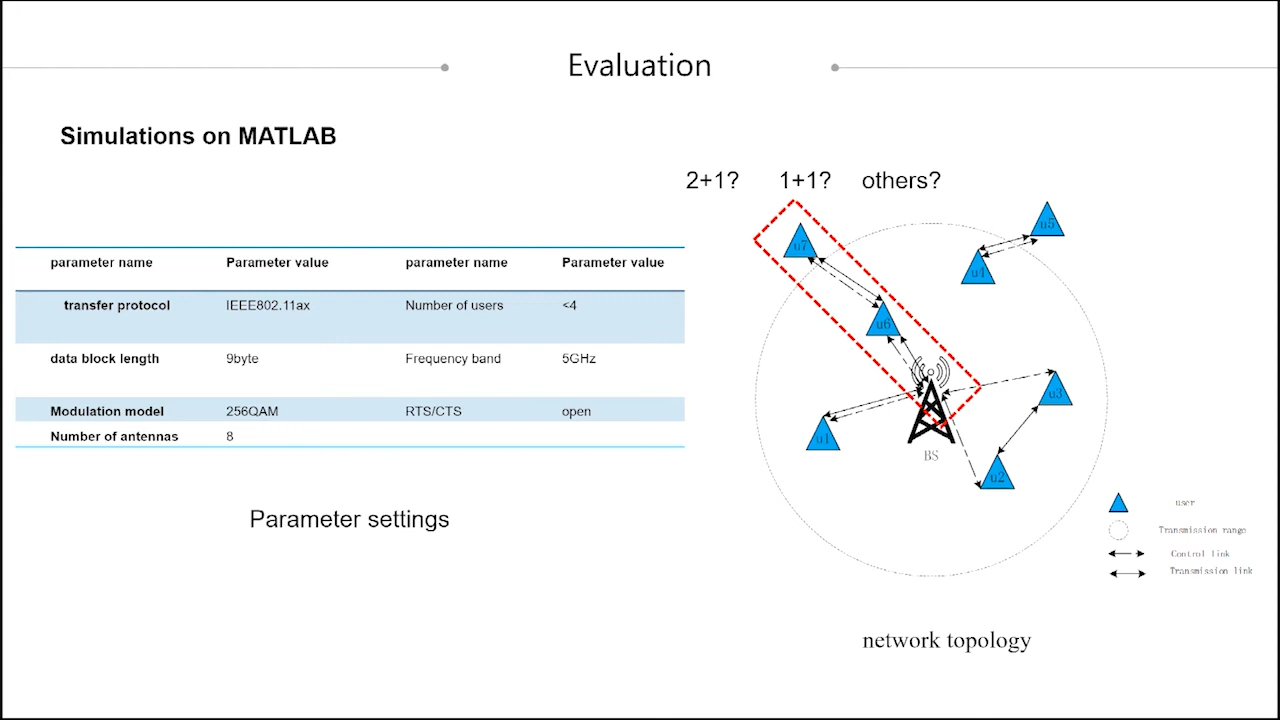 Evaluation
Simulations on MATLAB
2+1? 1+1? others?
parameter name Parameter value parameter name Parameter value
transfer protocol IEEE802.11ax Number of users <4
data block length 9byte Frequency band 5GHz
Modulation model 256QAM RTS/CTS open
Number of antennas 8
Parameter settings
u5
u7
u4
u6
u3
u1
BS
u2
user
Transmission range
Control link
Transmission link
network topology